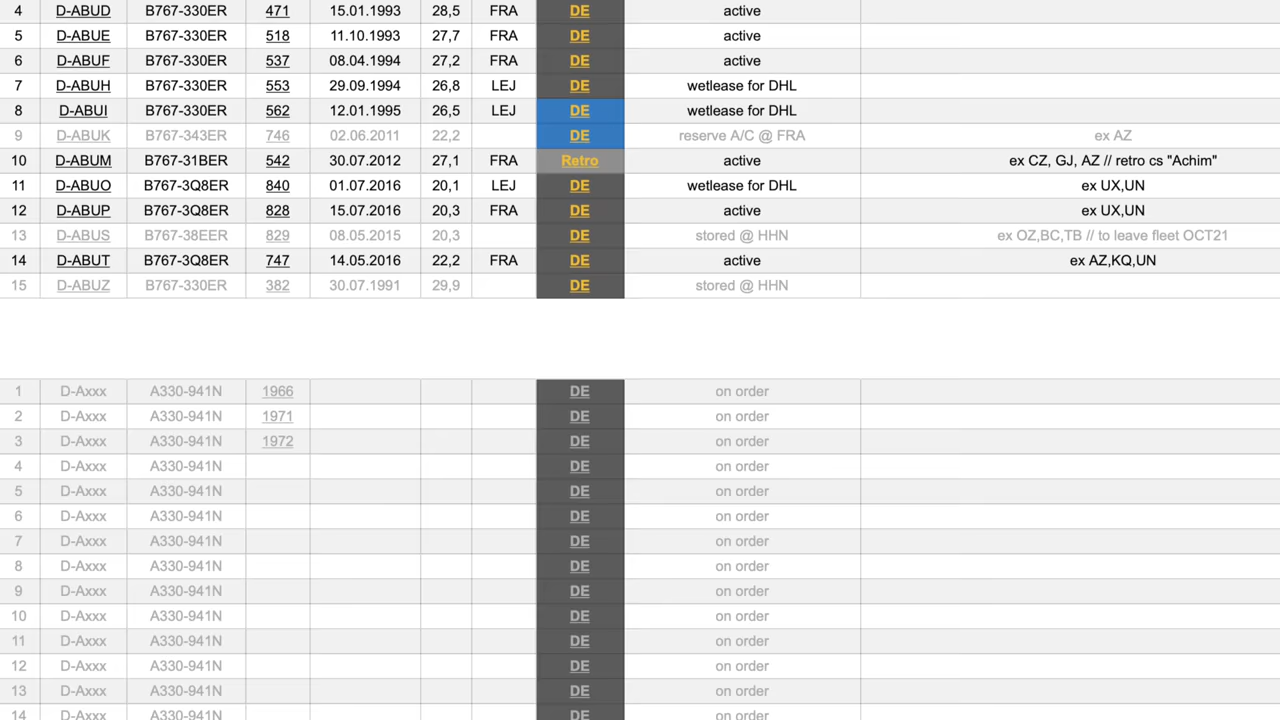 4 D-ABUD B767-330ER 471 15.01.1993 28,5 FRA DE active
5 D-ABUE B767-330ER 518 11.10.1993 27,7 FRA DE active
6 D-ABUF B767-330ER 537 08.04.1994 27,2 FRA DE active
7 D-ABUH B767-330ER 553 29.09.1994 26,8 LEJ DE wetlease for DHL
8 D-ABUI B767-330ER 562 12.01.1995 26,5 LEJ DE wetlease for DHL
9 D-ABUK B767-343ER 746 02.06.2011 22,2 DE reserve A/C @ FRA ex AZ
10 D-ABUM B767-31BER 542 30.07.2012 27,1 FRA Retro active ex CZ, GJ, AZ // retro cs "Achim"
11 D-ABUO B767-3Q8ER 840 01.07.2016 20,1 LEJ DE wetlease for DHL ex UX,UN
12 D-ABUP B767-3Q8ER 828 15.07.2016 20,3 FRA DE active ex UX,UN
13 D-ABUS B767-38EER 829 08.05.2015 20,3 DE stored @ HHN ex OZ,BC,TB // to leave fleet OCT21
14 D-ABUT B767-3Q8ER 747 14.05.2016 22,2 FRA DE active ex AZ,KQ,UN
15 D-ABUZ B767-330ER 382 30.07.1991 29,9 DE stored @ HHN
1 D-Axxx A330-941N 1966 DE on order
2 D-Axxx A330-941N 1971 DE on order
3 D-Axxx A330-941N 1972 DE on order
4 D-Axxx A330-941N DE on order
5 D-Axxx A330-941N DE on order
6 D-Axxx A330-941N DE on order
7 D-Axxx A330-941N DE on order
8 D-Axxx A330-941N DE on order
9 D-Axxx A330-941N DE on order
10 D-Axxx A330-941N DE on order
11 D-Axxx A330-941N DE on order
12 D-Axxx A330-941N DE on order
13 D-Axxx A330-941N DE on order
14 D-Axxx A330-941N DE on order